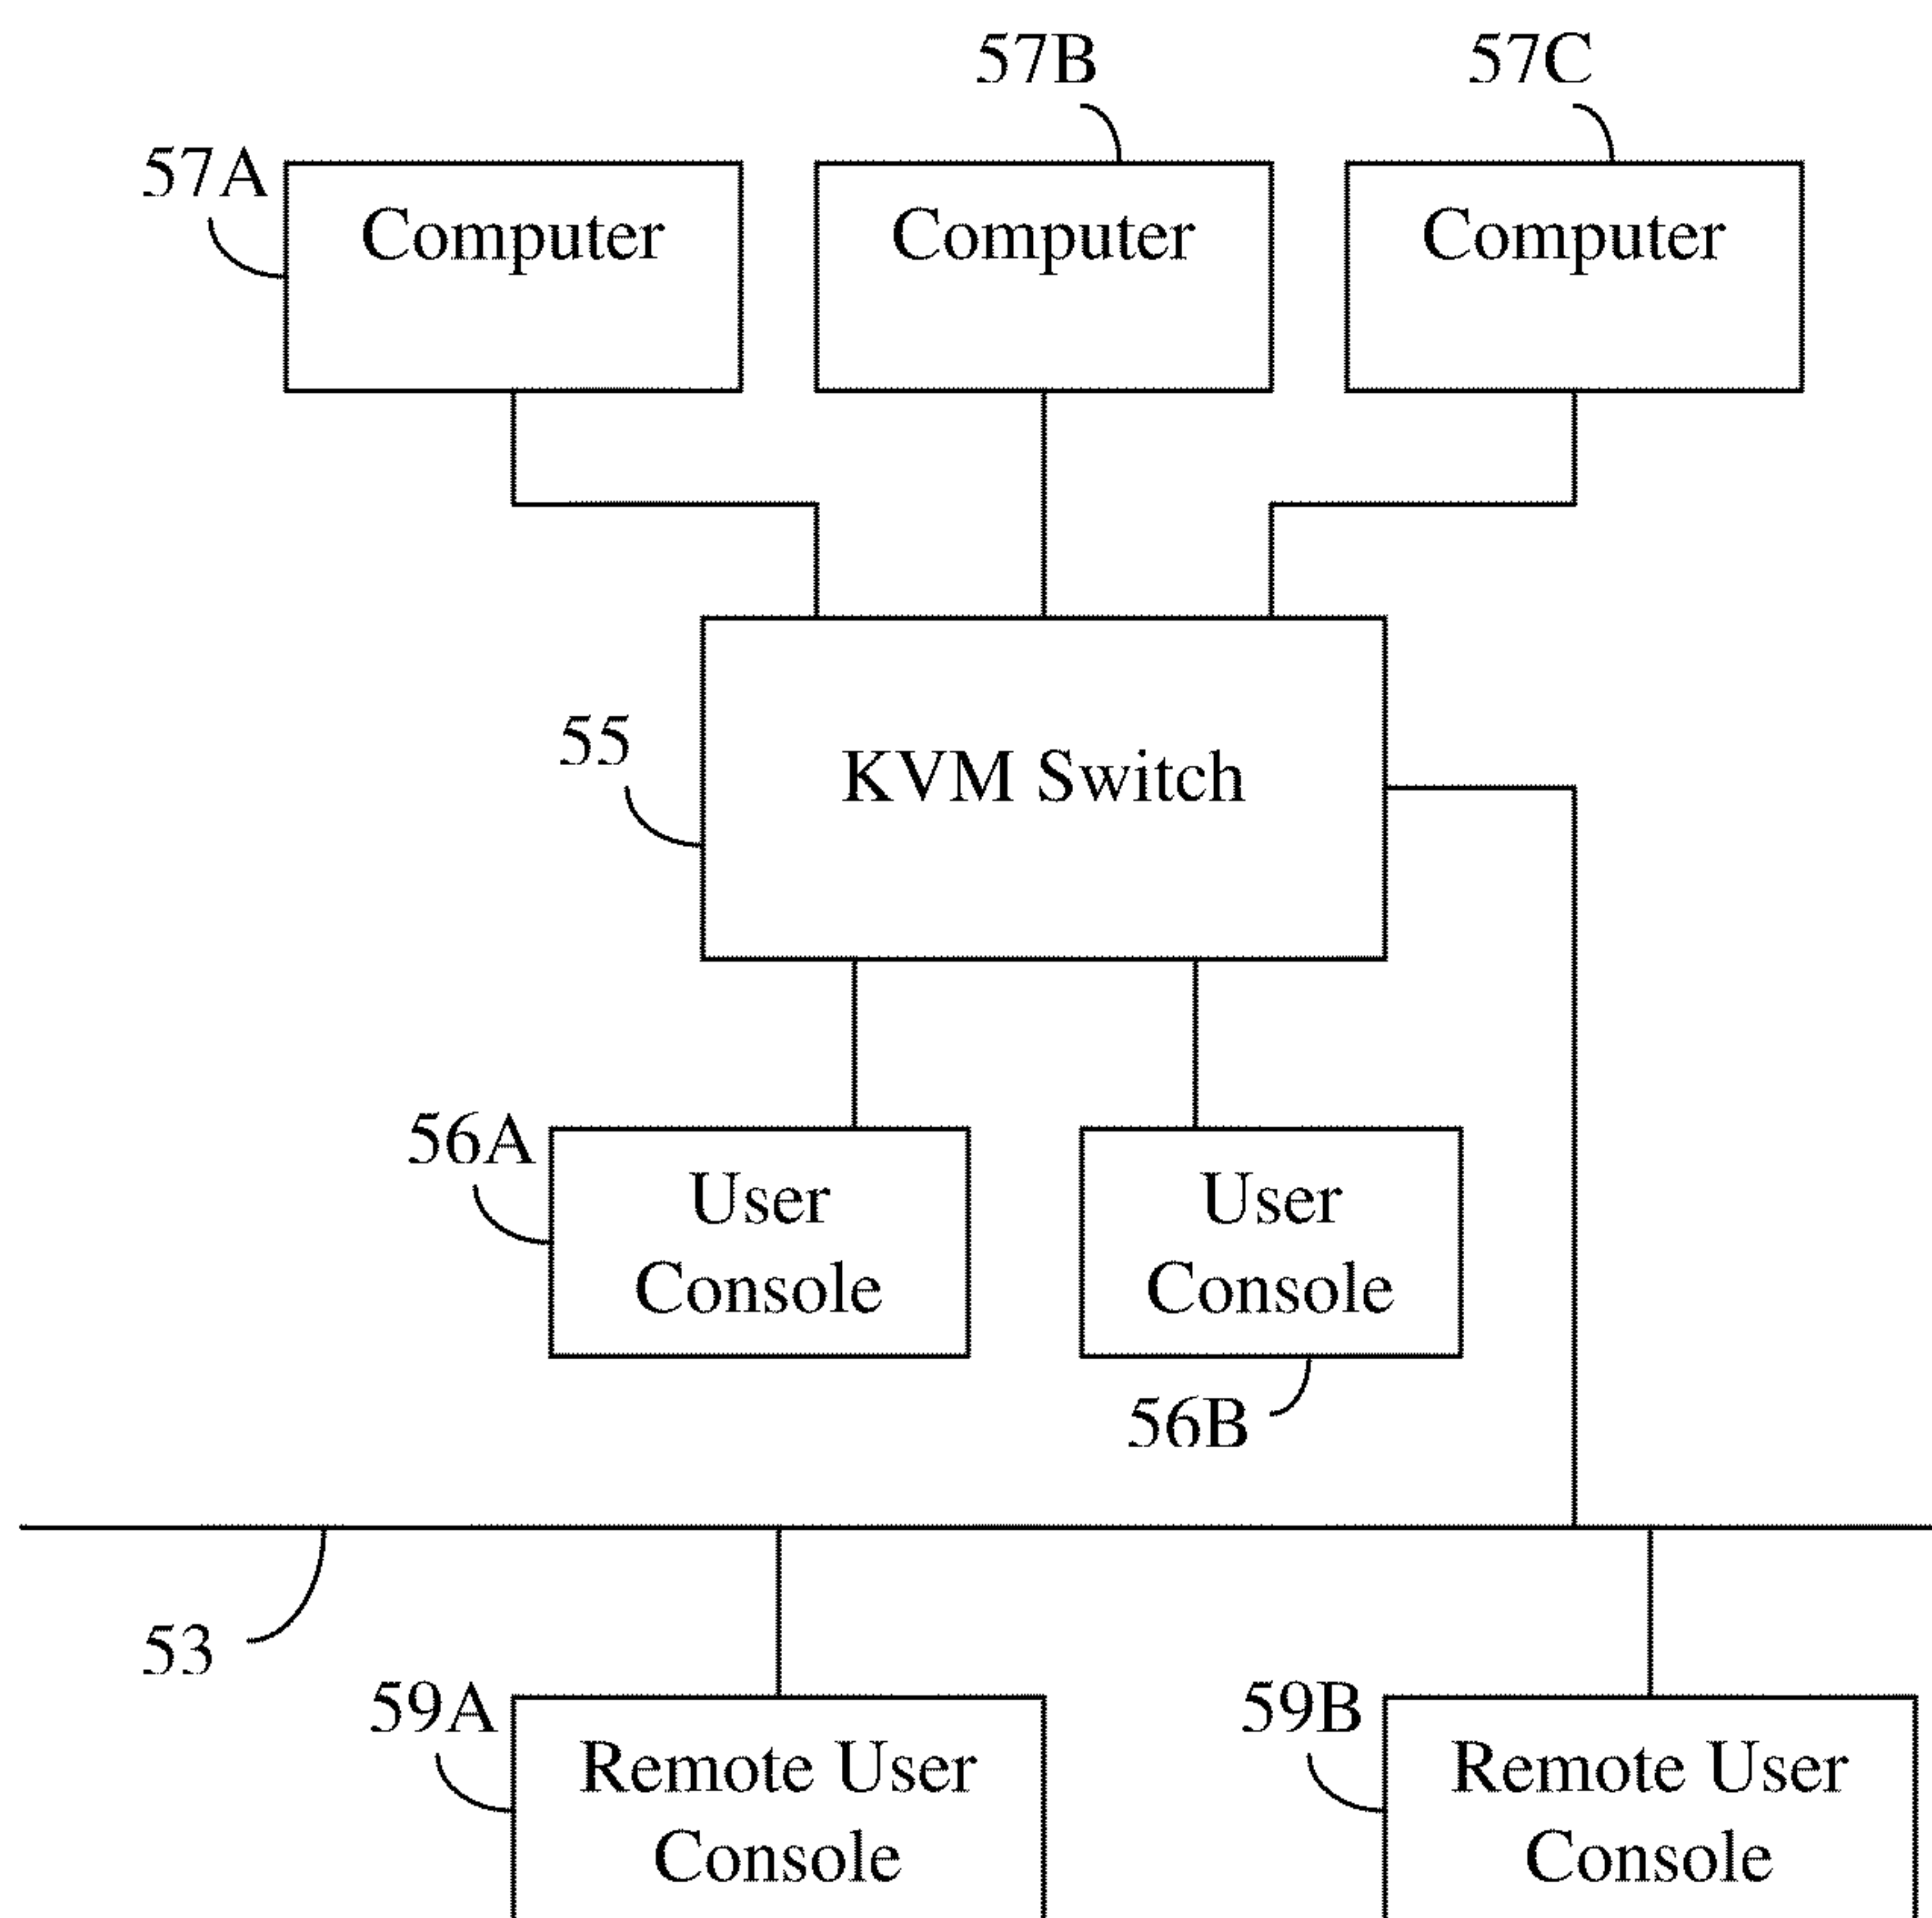 57B
57C
57A
Computer
Computer
Computer
55
KVM Switch
56A
User
Console
User
Console
56B
53
59A
Remote User
Console
59B
Remote User
Console